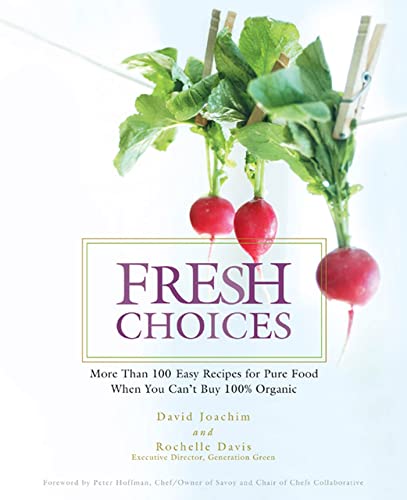 FRESH
CHOICES
More Than 100 Easy Recipes for Pure Food
When You Can't Buy 100% Organic
David Joachim
and
Rochelle Davis
Executive Director, Generation Green
Foreword by Peter Hoffman, Chef/Owner of Savoy and Chair of Chefs Collaborative